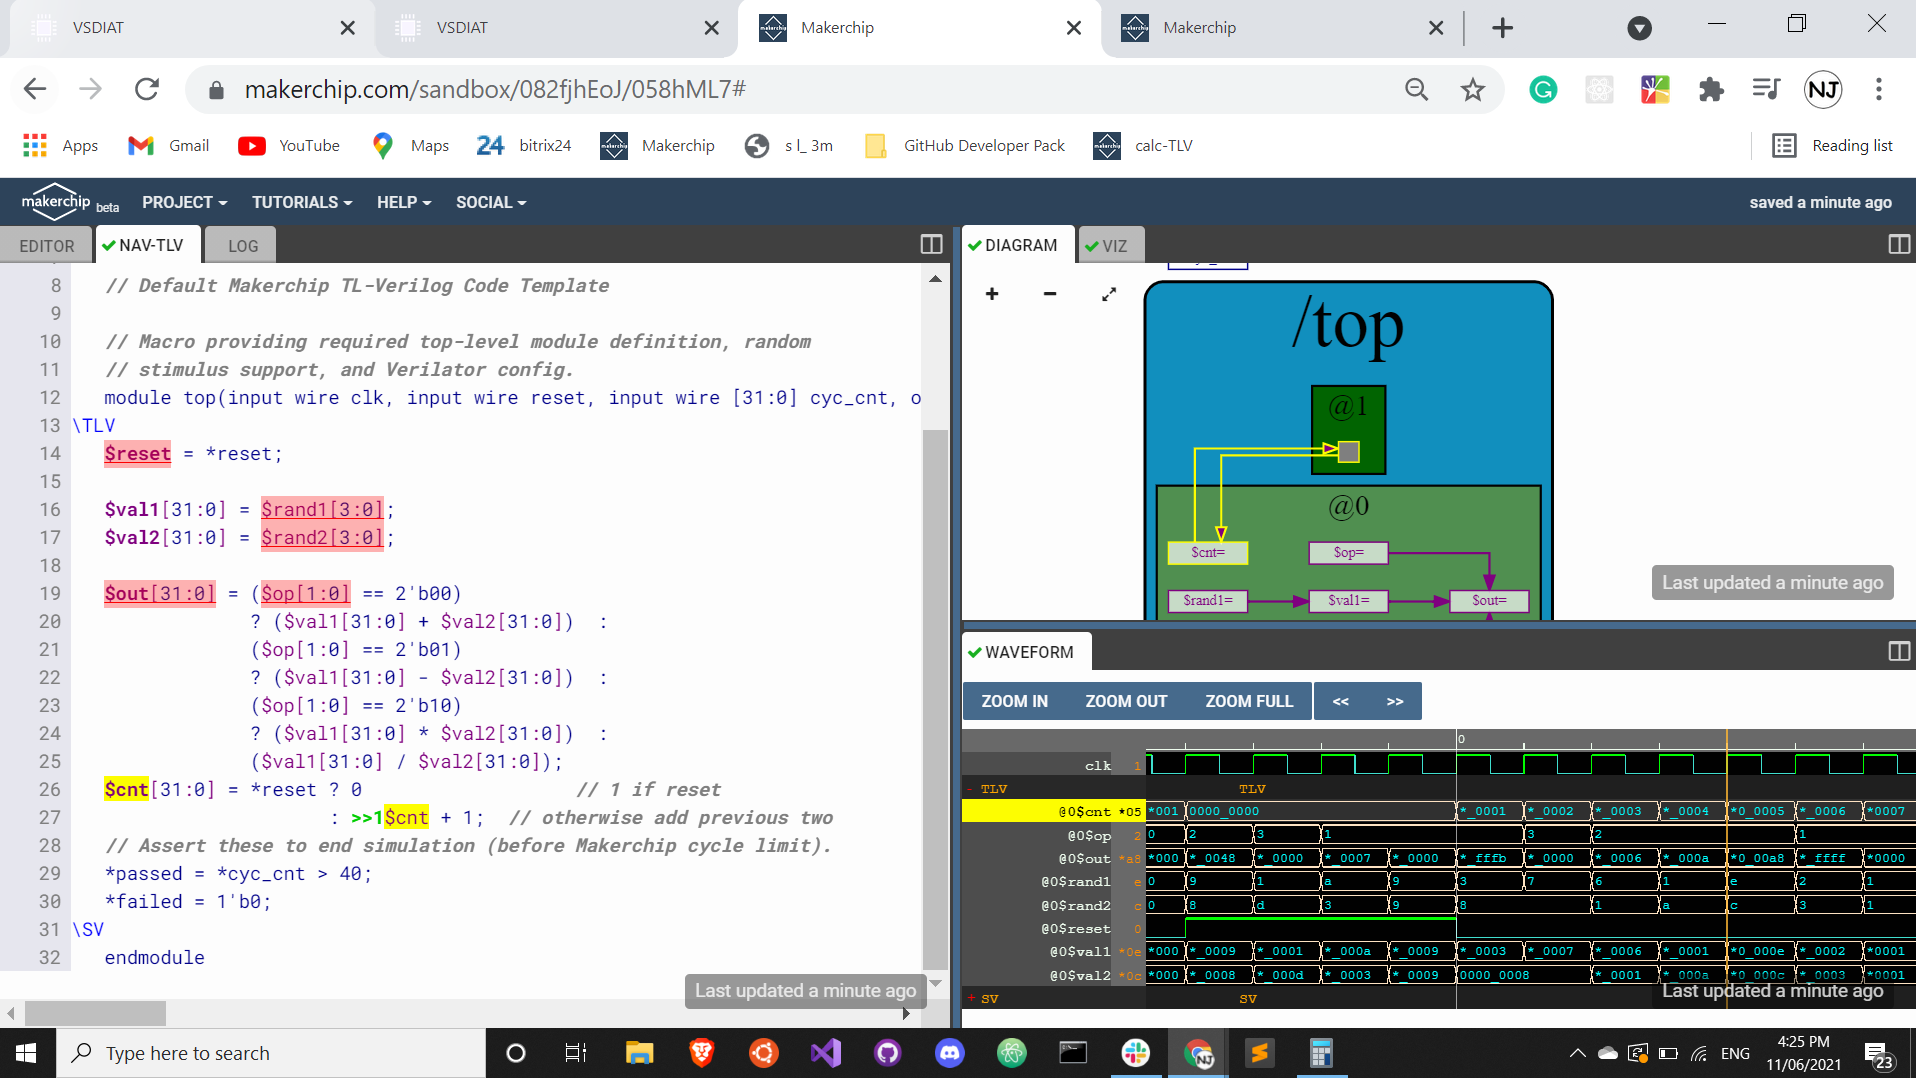 VSDIAT
VSDIAT
Makerchip
Makerchip
makerchip.com/sandbox/082fjhEoJ/058hML7#
NJ
Apps
Gmail
YouTube
Maps
24 bitrix24
Makerchip
s l_ 3m
GitHub Developer Pack
calc-TLV
Reading list
makerchip beta
PROJECT
TUTORIALS
HELP
SOCIAL
saved a minute ago
EDITOR
NAV-TLV
LOG
8 // Default Makerchip TL-Verilog Code Template
9
10 // Macro providing required top-level module definition, random
11 // stimulus support, and Verilator config.
12 module top(input wire clk, input wire reset, input wire [31:0] cyc_cnt, o
13 \TLV
14 $reset = *reset;
15
16 $val1[31:0] = $rand1[3:0];
17 $val2[31:0] = $rand2[3:0];
18
19 $out[31:0] = ($op[1:0] == 2'b00)
20 ? ($val1[31:0] + $val2[31:0]) :
21 ($op[1:0] == 2'b01)
22 ? ($val1[31:0] - $val2[31:0]) :
23 ($op[1:0] == 2'b10)
24 ? ($val1[31:0] * $val2[31:0]) :
25 ($val1[31:0] / $val2[31:0]);
26 $cnt[31:0] = *reset ? 0 // 1 if reset
27 : >>1$cnt + 1; // otherwise add previous two
28 // Assert these to end simulation (before Makerchip cycle limit).
29 *passed = *cyc_cnt > 40;
30 *failed = 1'b0;
31 \SV
32 endmodule
Last updated a minute ago
DIAGRAM
VIZ
+ −
/top
@1
@0
$cnt=
$op=
$rand1=
$val1=
$out=
Last updated a minute ago
WAVEFORM
ZOOM IN
ZOOM OUT
ZOOM FULL
<<
>>
0
clk 1
- TLV TLV
@0$cnt *05 *001 0000_0000 *_0001 *_0002 *_0003 *_0004 *0_0005 *_0006 *0007
@0$op 2 0 2 3 1 3 2 1
@0$out *a8 *000 *_0048 *_0000 *_0007 *_0000 *_fffb *_0000 *_0006 *_000a *0_00a8 *_ffff *0000
@0$rand1 e 0 9 1 a 9 3 7 6 1 e 2 1
@0$rand2 c 0 8 d 3 9 8 1 a c 3 1
@0$reset 0
@0$val1 *0e *000 *_0009 *_0001 *_000a *_0009 *_0003 *_0007 *_0006 *_0001 *0_000e *_0002 *0001
@0$val2 *0c *000 *_0008 *_000d *_0003 *_0009 0000_0008 *_0001 *_000a *0_000c *_0003 *0001
+ SV SV
Last updated a minute ago
Type here to search
NJ
ENG
4:25 PM
11/06/2021
23